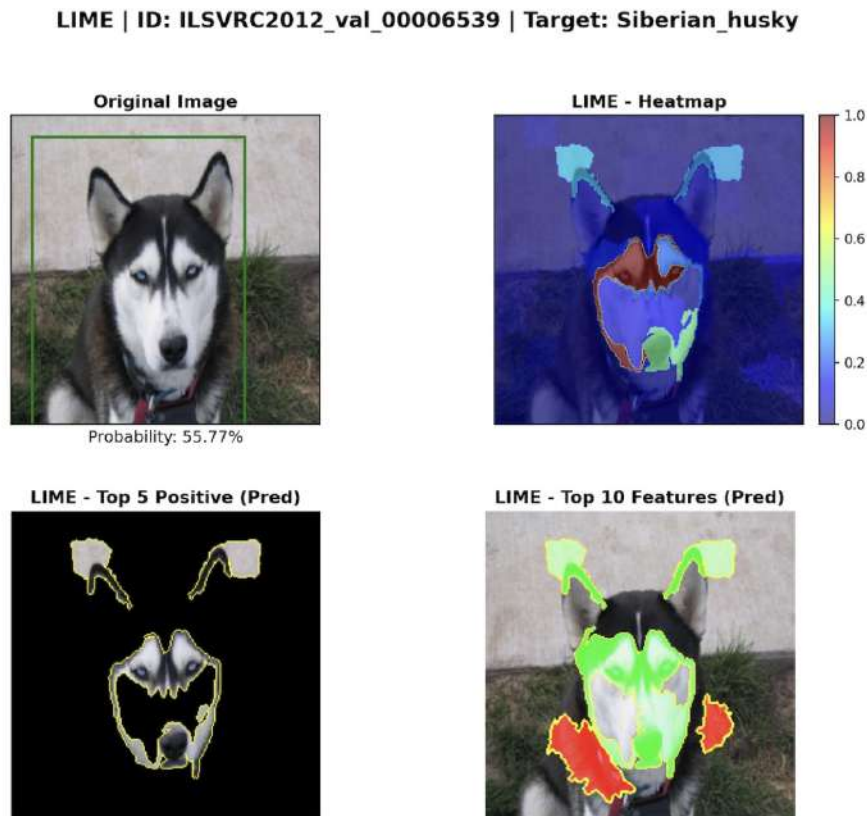 LIME | ID: ILSVRC2012_val_00006539 | Target: Siberian_husky
Original Image
LIME - Heatmap
1.0
0.8
0.6
0.4
0.2
0.0
Probability: 55.77%
LIME - Top 5 Positive (Pred)
LIME - Top 10 Features (Pred)